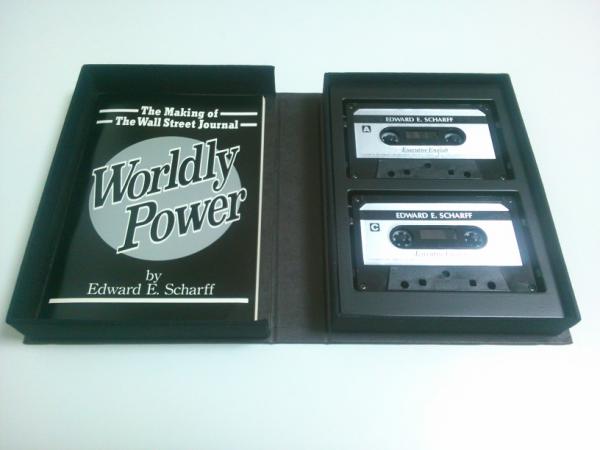 The Making of
The Wall Street Journal
Worldly
Power
by
Edward E. Scharff
EDWARD E. SCHARFF
A
Executive English
EDWARD E. SCHARFF
C